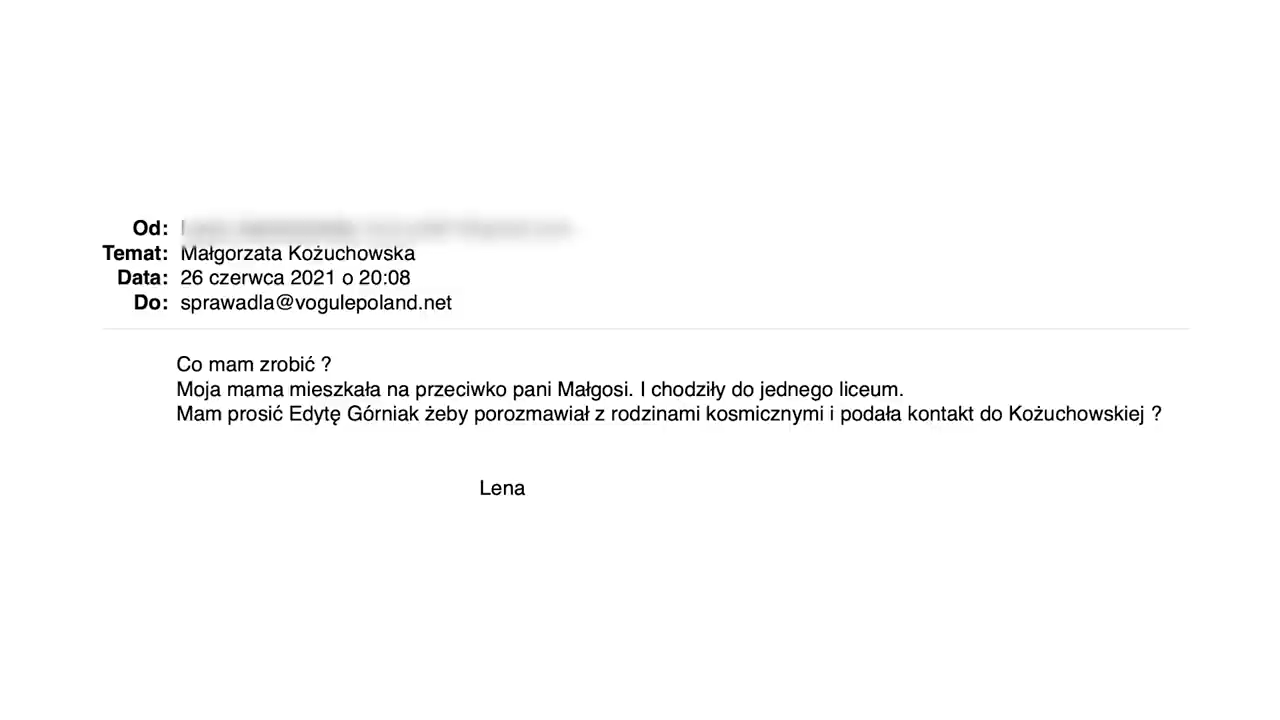 Od:
Temat: Małgorzata Kożuchowska
Data: 26 czerwca 2021 o 20:08
Do: sprawadla@vogulepoland.net
Co mam zrobić ?
Moja mama mieszkała na przeciwko pani Małgosi. I chodziły do jednego liceum.
Mam prosić Edytę Górniak żeby porozmawiał z rodzinami kosmicznymi i podała kontakt do Kożuchowskiej ?
Lena